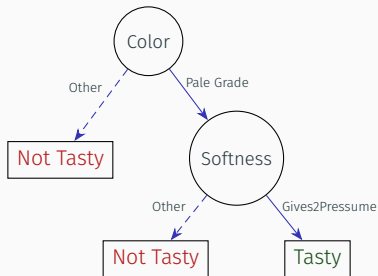 Color
Other
Pale Grade
Not Tasty
Softness
Other
Gives2Pressume
Not Tasty
Tasty